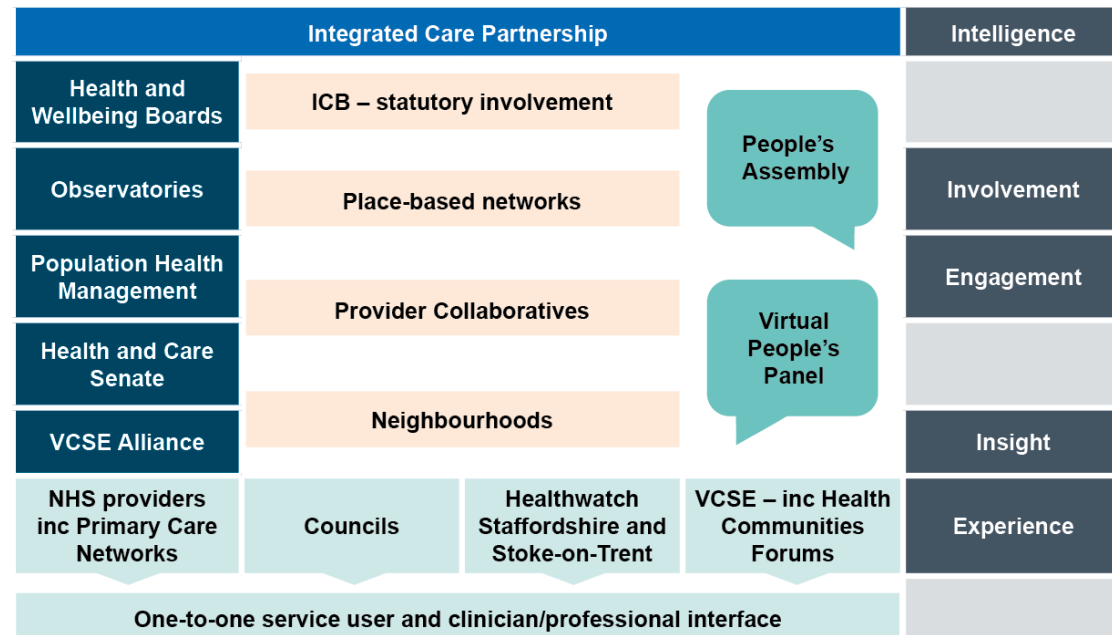 Integrated Care Partnership
Intelligence
Health and
Wellbeing Boards
ICB – statutory involvement
People's
Assembly
Observatories
Place-based networks
Involvement
Population Health
Management
Provider Collaboratives
Engagement
Virtual
People's
Panel
Health and Care
Senate
Neighbourhoods
VCSE Alliance
Insight
NHS providers
inc Primary Care
Networks
Councils
Healthwatch
Staffordshire and
Stoke-on-Trent
VCSE – inc Health
Communities
Forums
Experience
One-to-one service user and clinician/professional interface